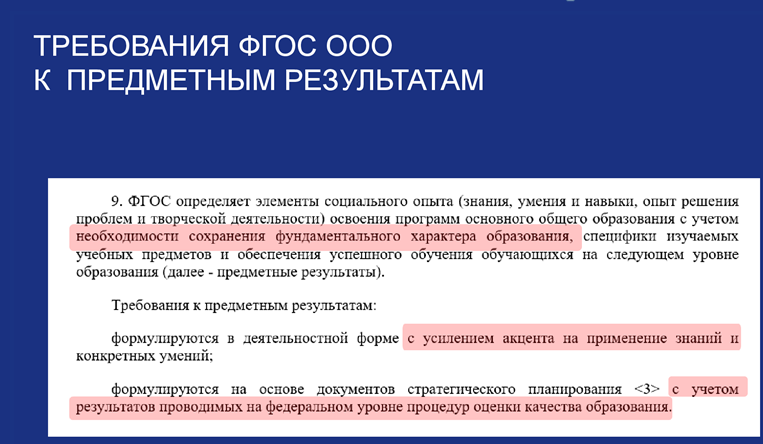 ТРЕБОВАНИЯ ФГОС ООО
К ПРЕДМЕТНЫМ РЕЗУЛЬТАТАМ
9. ФГОС определяет элементы социального опыта (знания, умения и навыки, опыт решения
проблем и творческой деятельности) освоения программ основного общего образования с учетом
необходимости сохранения фундаментального характера образования, специфики изучаемых
учебных предметов и обеспечения успешного обучения обучающихся на следующем уровне
образования (далее - предметные результаты).
Требования к предметным результатам:
формулируются в деятельностной форме с усилением акцента на применение знаний и
конкретных умений;
формулируются на основе документов стратегического планирования <3> с учетом
результатов проводимых на федеральном уровне процедур оценки качества образования.